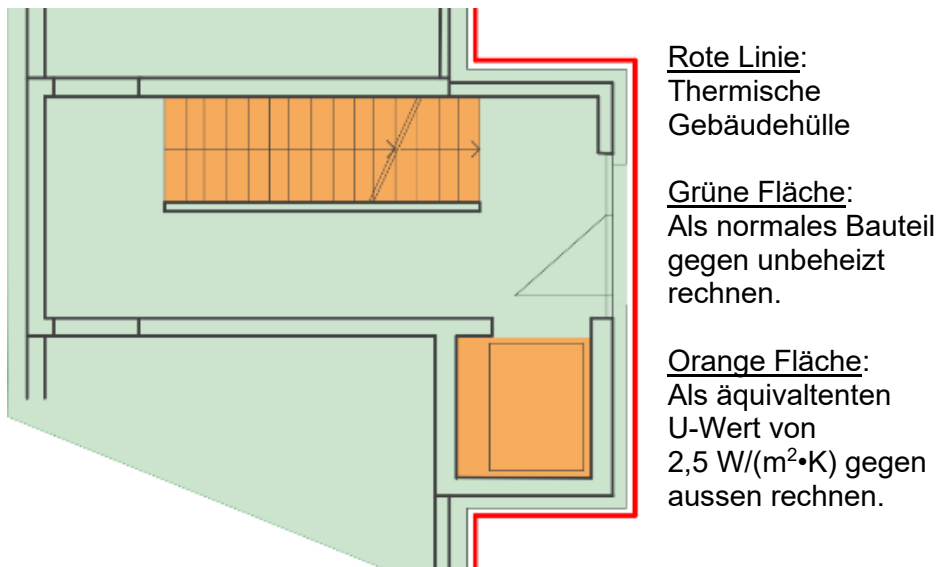 Rote Linie:
Thermische
Gebäudehülle
Grüne Fläche:
Als normales Bauteil
gegen unbeheizt
rechnen.
Orange Fläche:
Als äquivaltenten
U-Wert von
2,5 W/(m²•K) gegen
aussen rechnen.